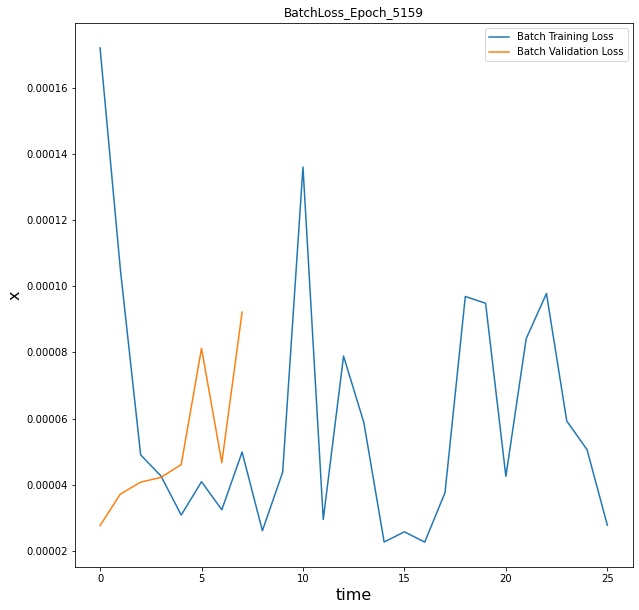 BatchLoss_Epoch_5159
Batch Training Loss
Batch Validation Loss
0.00016
0.00014
0.00012
0.00010
0.00008
0.00006
0.00004
0.00002
x
0 5 10 15 20 25
time